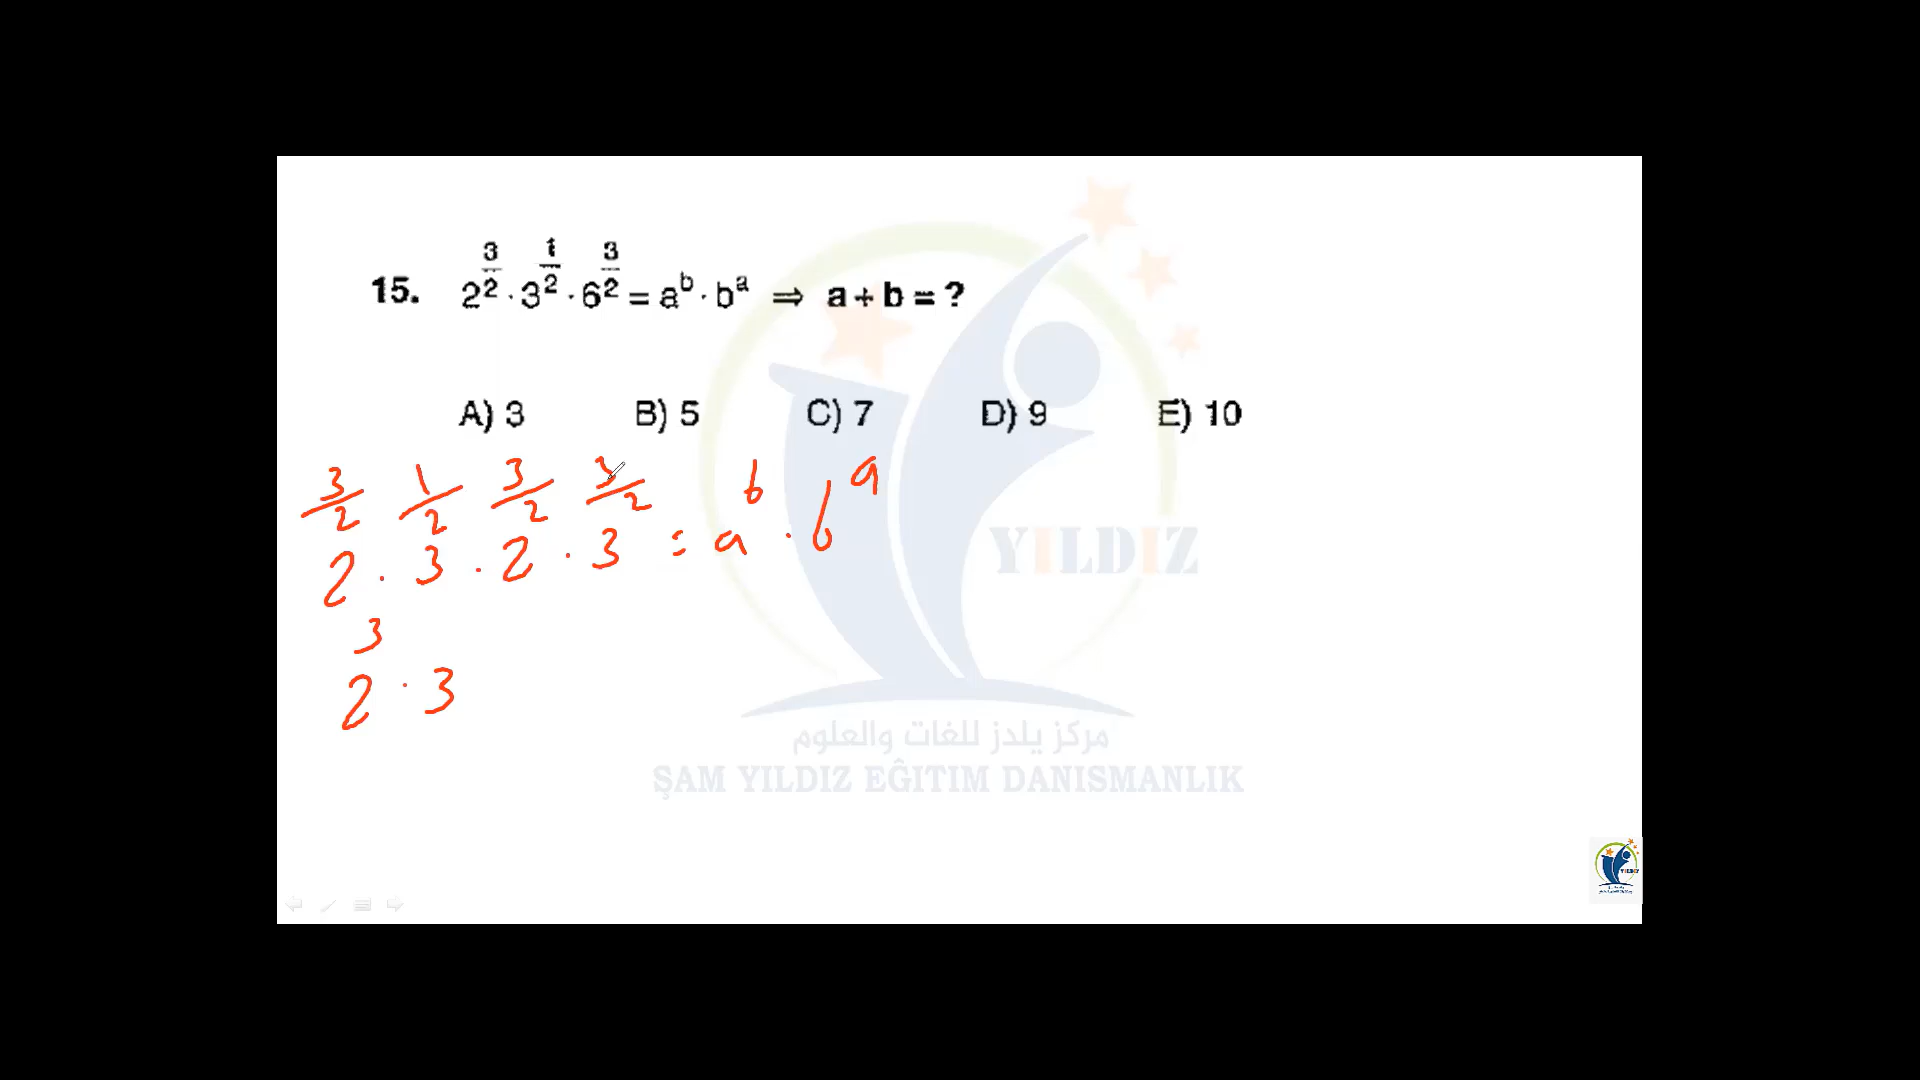 15. 2^(3/2) · 3^(1/2) · 6^(3/2) = a^b · b^a ⇒ a + b = ?
A) 3 B) 5 C) 7 D) 9 E) 10
2^(3/2) · 3^(1/2) · 2^(3/2) · 3^(3/2) = a^b · b^a
2^3 · 3
YILDIZ
مركز يلدز للغات والعلوم
ŞAM YILDIZ EĞITIM DANISMANLIK
YILDIZ